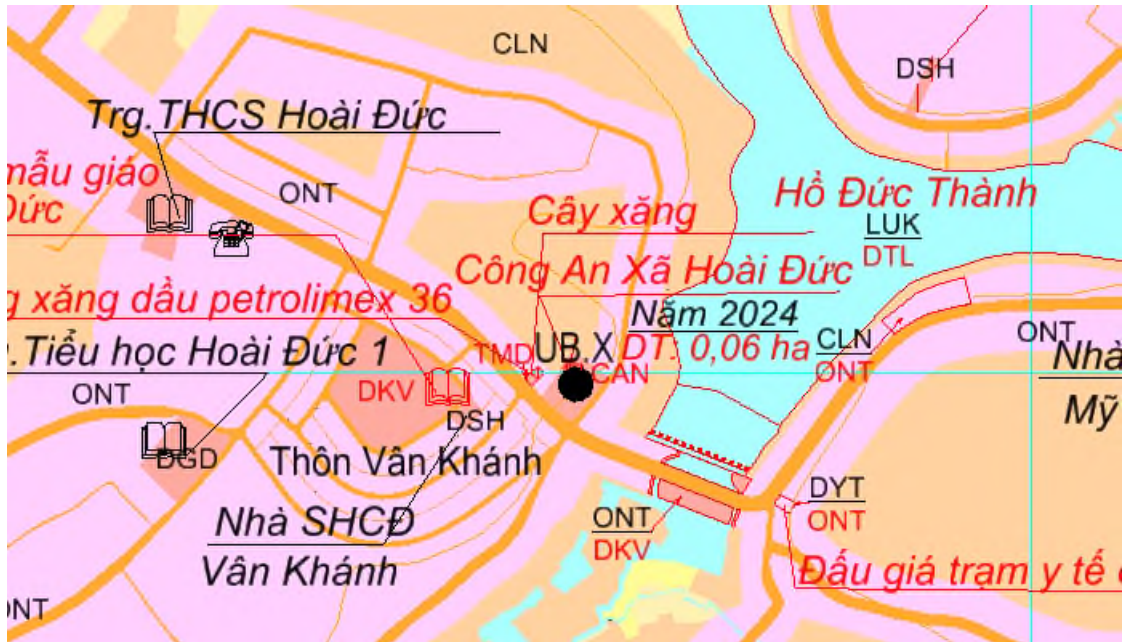 CLN
DSH
Trg.THCS Hoài Đức
mẫu giáo
Đức
ONT
Cây xăng
Hồ Đức Thành
LUK
DTL
Công An Xã Hoài Đức
g xăng dầu petrolimex 36
Năm 2024
DT: 0,06 ha
UB.X
TMD
CAN
CLN
ONT
ONT
Nhà
Mỹ
.Tiểu học Hoài Đức 1
ONT
DKV
DSH
DGD
Thôn Vân Khánh
Nhà SHCĐ
Vân Khánh
ONT
DKV
DYT
ONT
Đấu giá trạm y tế
ONT